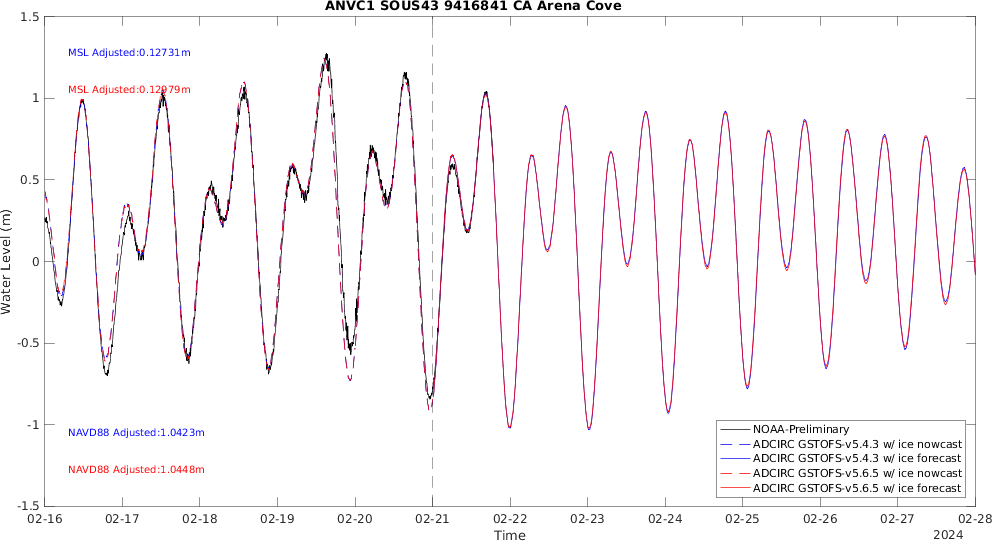 ANVC1 SOUS43 9416841 CA Arena Cove
1.5
1
0.5
0
-0.5
-1
-1.5
Water Level (m)
MSL Adjusted:0.12731m
MSL Adjusted:0.12979m
NAVD88 Adjusted:1.0423m
NAVD88 Adjusted:1.0448m
NOAA-Preliminary
ADCIRC GSTOFS-v5.4.3 w/ ice nowcast
ADCIRC GSTOFS-v5.4.3 w/ ice forecast
ADCIRC GSTOFS-v5.6.5 w/ ice nowcast
ADCIRC GSTOFS-v5.6.5 w/ ice forecast
02-16 02-17 02-18 02-19 02-20 02-21 02-22 02-23 02-24 02-25 02-26 02-27 02-28
Time
2024